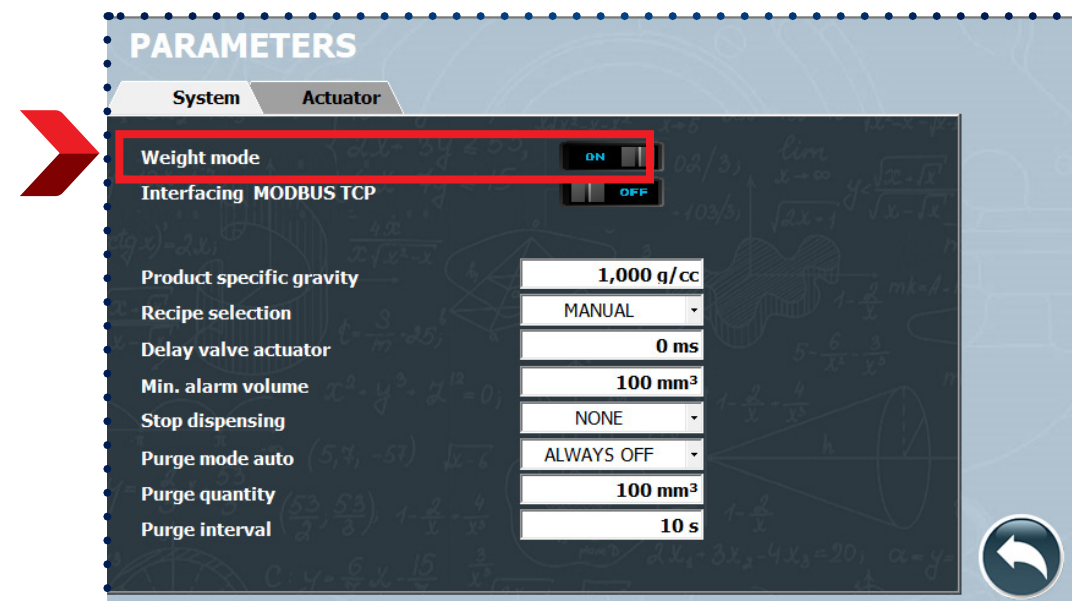 PARAMETERS
System Actuator
Weight mode ON
Interfacing MODBUS TCP OFF
Product specific gravity 1,000 g/cc
Recipe selection MANUAL
Delay valve actuator 0 ms
Min. alarm volume 100 mm³
Stop dispensing NONE
Purge mode auto ALWAYS OFF
Purge quantity 100 mm³
Purge interval 10 s